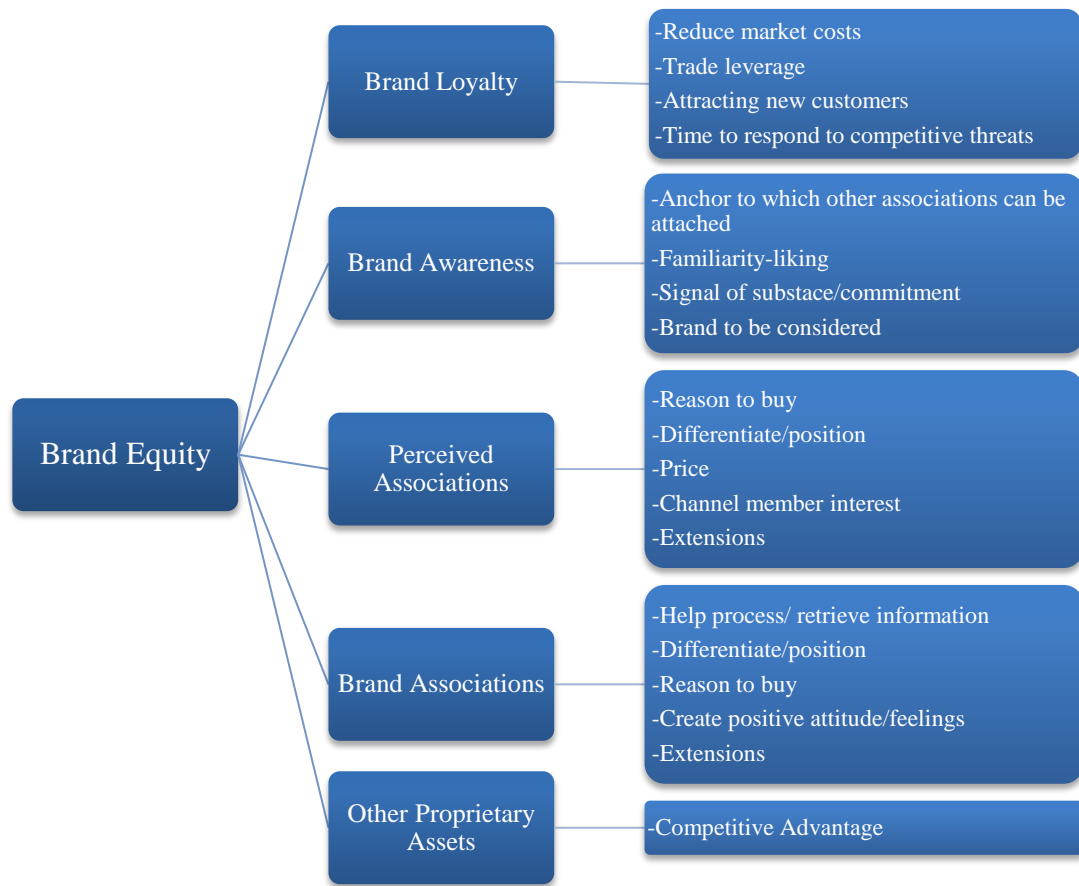 Brand Equity
Brand Loyalty
-Reduce market costs
-Trade leverage
-Attracting new customers
-Time to respond to competitive threats
Brand Awareness
-Anchor to which other associations can be
attached
-Familiarity-liking
-Signal of substace/commitment
-Brand to be considered
Perceived
Associations
-Reason to buy
-Differentiate/position
-Price
-Channel member interest
-Extensions
Brand Associations
-Help process/ retrieve information
-Differentiate/position
-Reason to buy
-Create positive attitude/feelings
-Extensions
Other Proprietary
Assets
-Competitive Advantage